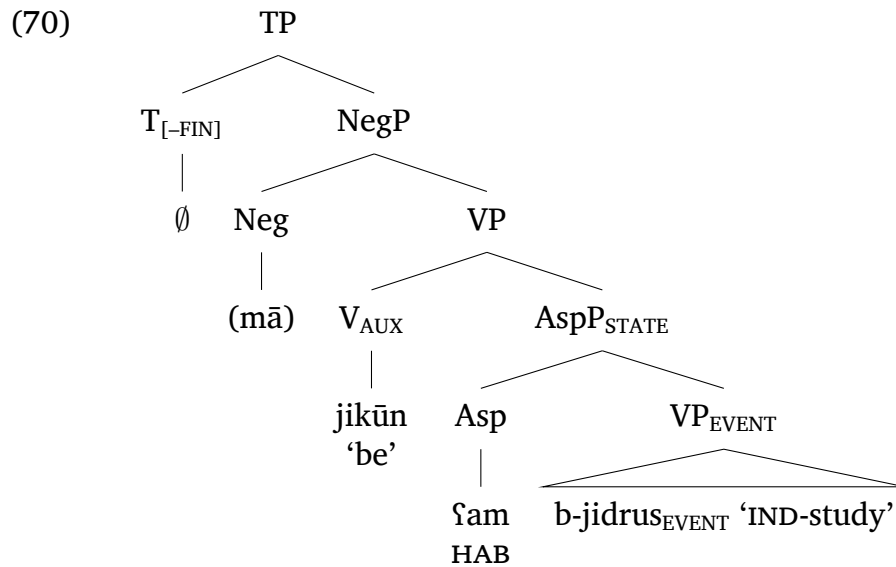 (70) TP
T[–FIN] NegP
∅ Neg VP
(mā) VAUX AspPSTATE
jikūn Asp VPEVENT
‘be’
ʕam b-jidrusEVENT ‘IND-study’
HAB